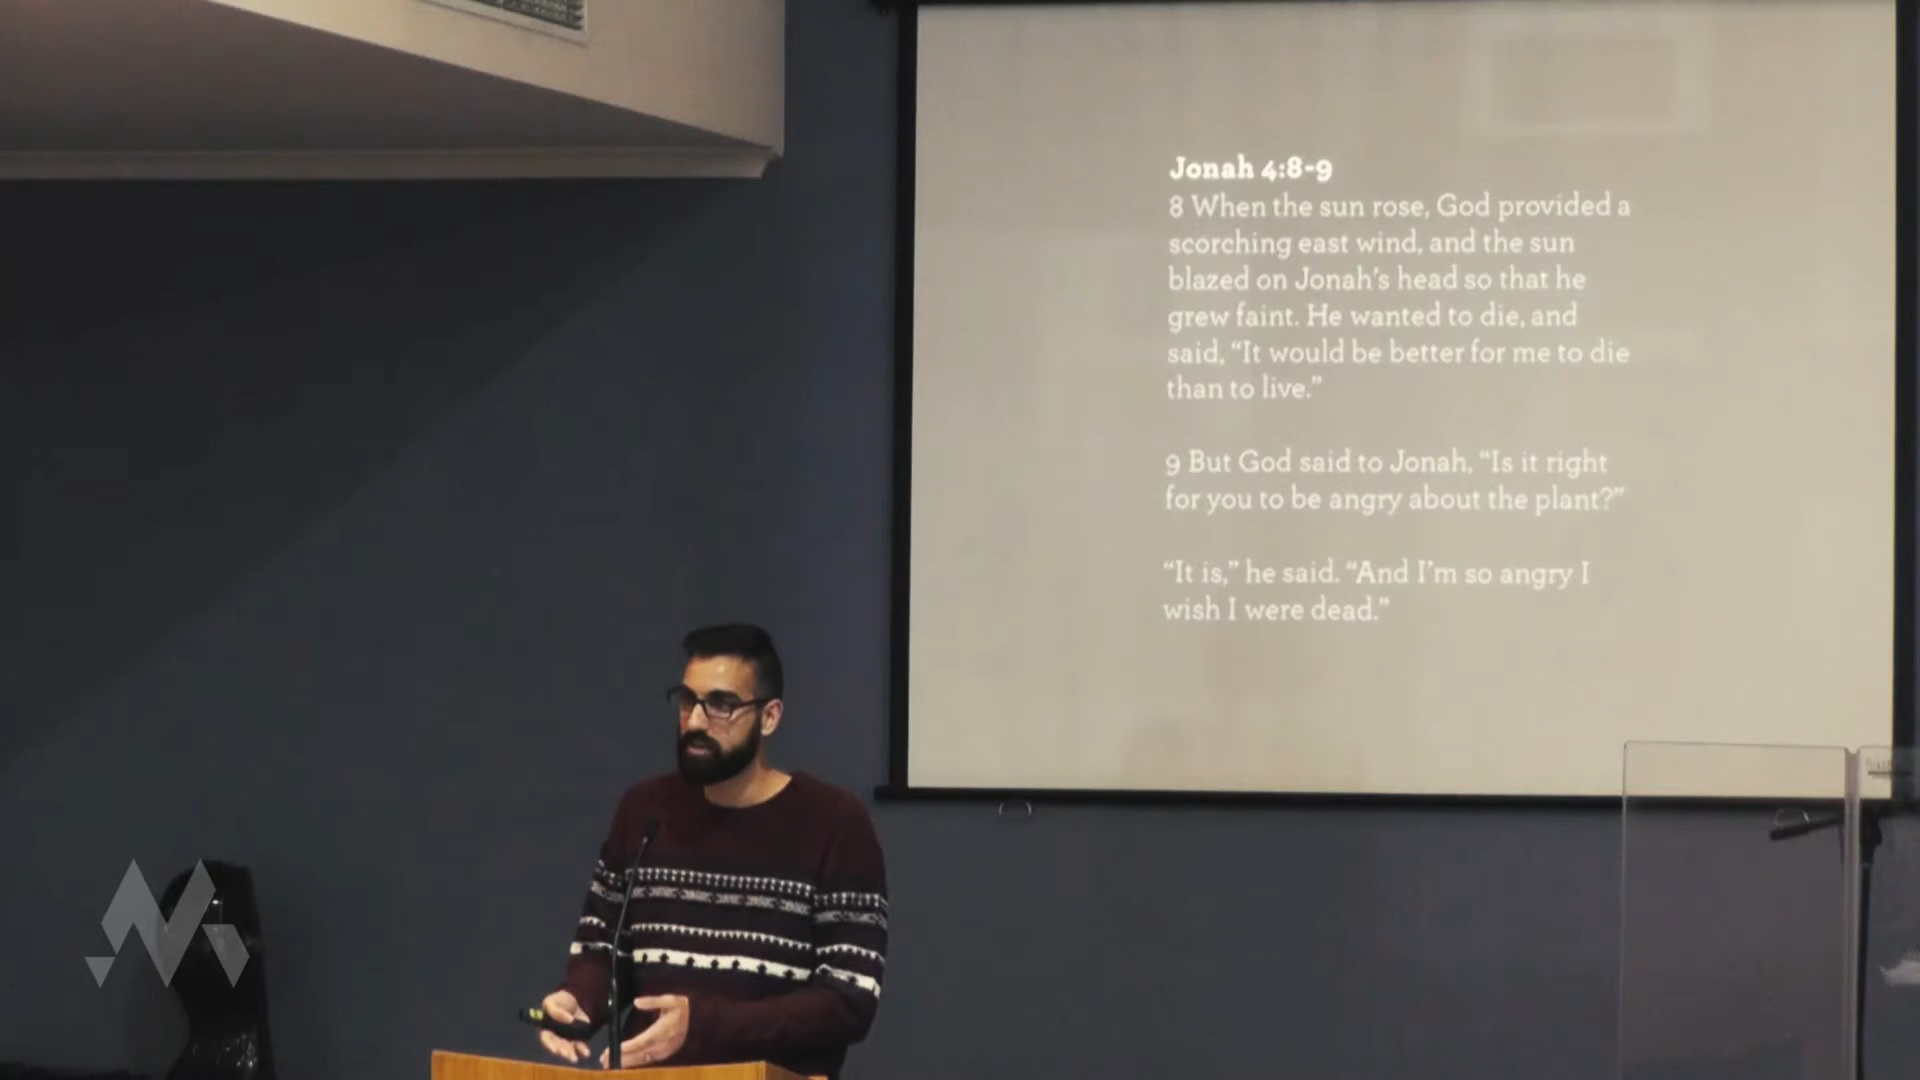 Jonah 4:8-9
8 When the sun rose, God provided a
scorching east wind, and the sun
blazed on Jonah's head so that he
grew faint. He wanted to die, and
said, “It would be better for me to die
than to live.”
9 But God said to Jonah, “Is it right
for you to be angry about the plant?”
“It is,” he said. “And I'm so angry I
wish I were dead.”